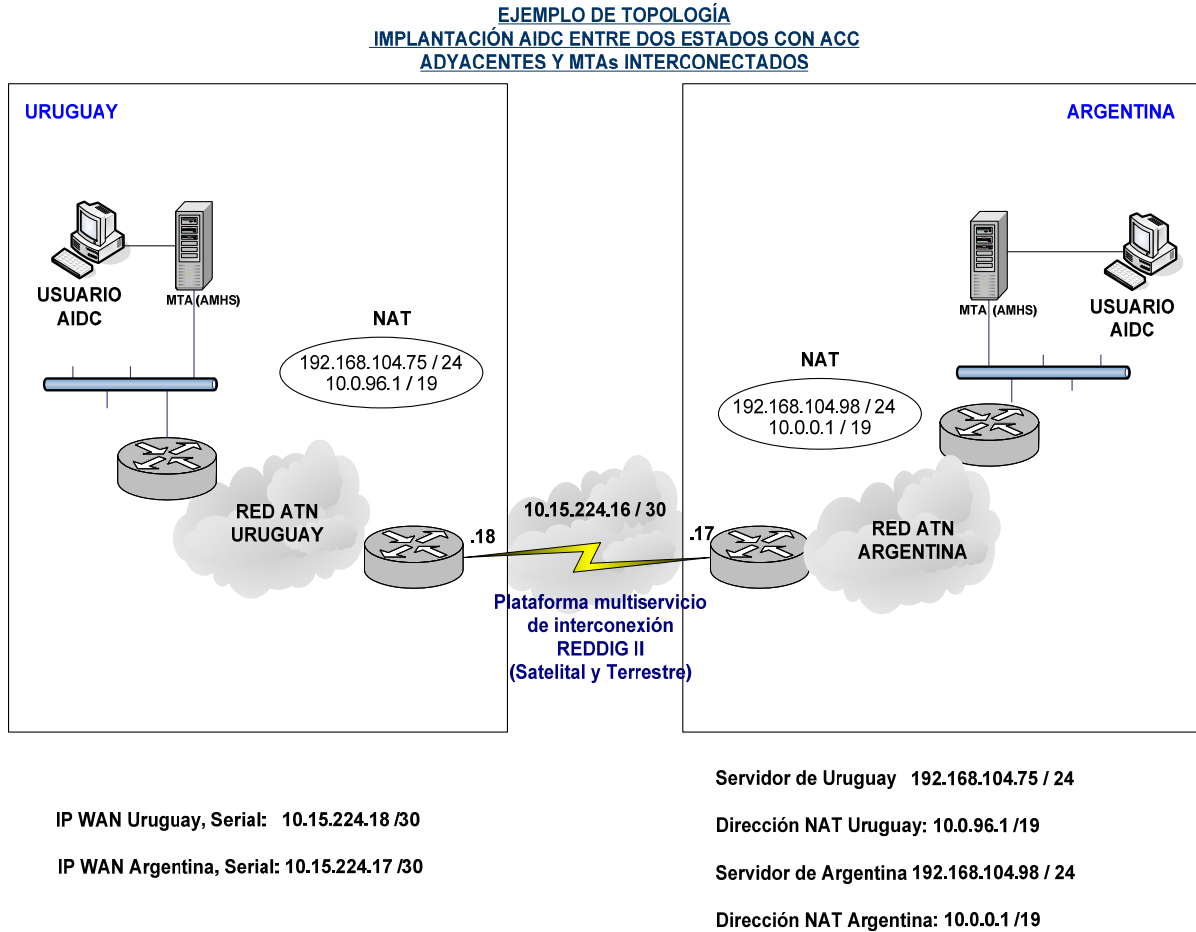 EJEMPLO DE TOPOLOGÍA
IMPLANTACIÓN AIDC ENTRE DOS ESTADOS CON ACC
ADYACENTES Y MTAs INTERCONECTADOS
URUGUAY
USUARIO
AIDC
MTA (AMHS)
NAT
192.168.104.75 / 24
10.0.96.1 / 19
RED ATN
URUGUAY
.18
10.15.224.16 / 30
.17
Plataforma multiservicio
de interconexión
REDDIG II
(Satelital y Terrestre)
ARGENTINA
MTA (AMHS)
USUARIO
AIDC
NAT
192.168.104.98 / 24
10.0.0.1 / 19
RED ATN
ARGENTINA
IP WAN Uruguay, Serial: 10.15.224.18 /30
IP WAN Argentina, Serial: 10.15.224.17 /30
Servidor de Uruguay 192.168.104.75 / 24
Dirección NAT Uruguay: 10.0.96.1 /19
Servidor de Argentina 192.168.104.98 / 24
Dirección NAT Argentina: 10.0.0.1 /19